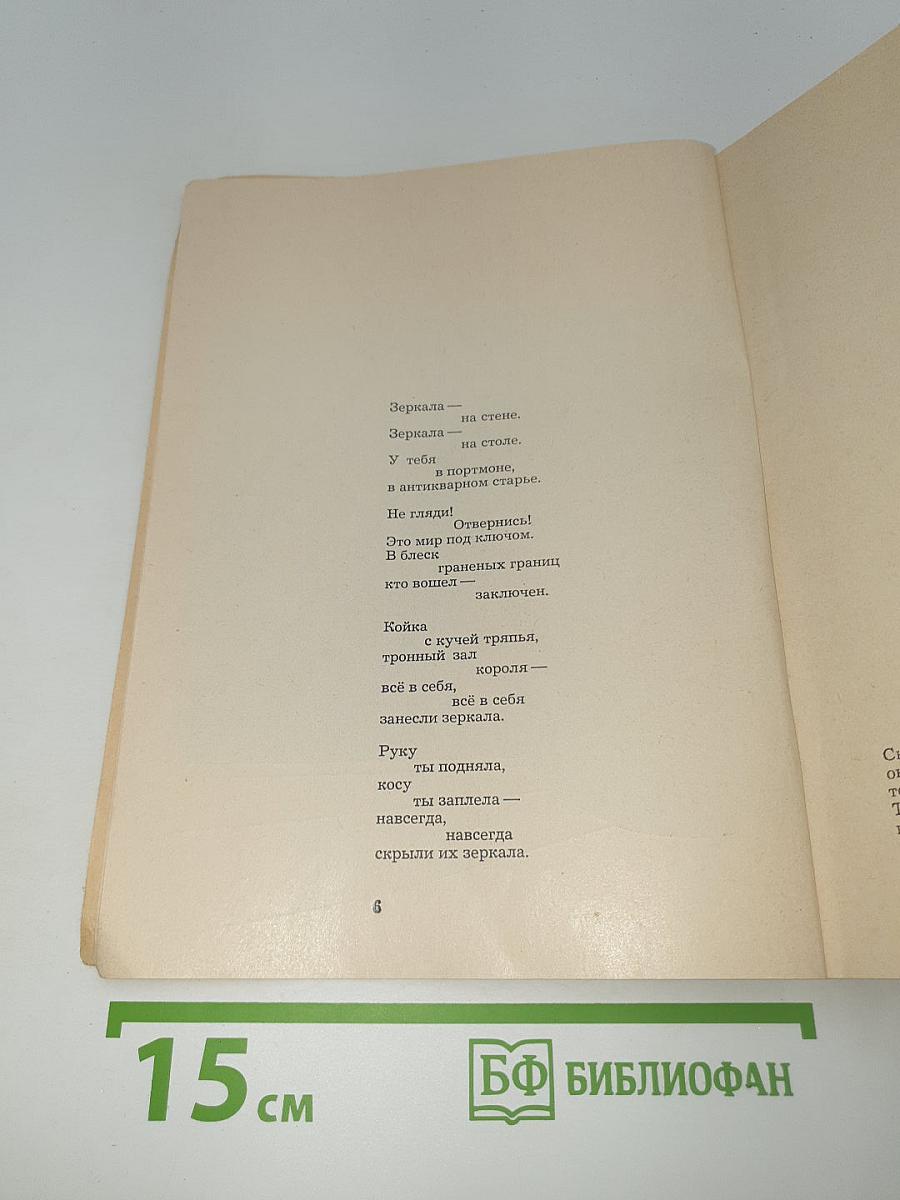 Зеркала —
на стене.
Зеркала —
на столе.
У тебя
в портмоне,
в антикварном старье.
Не гляди!
Отвернись!
Это мир под ключом.
В блеск
граненых границ
кто вошел —
заключен.
Койка
с кучей тряпья,
тронный зал
короля —
всё в себя,
всё в себя
занесли зеркала.
Руку
ты подняла,
косу
ты заплела —
навсегда,
навсегда
скрыли их зеркала.
6
15 см
БФ БИБЛИОФАН